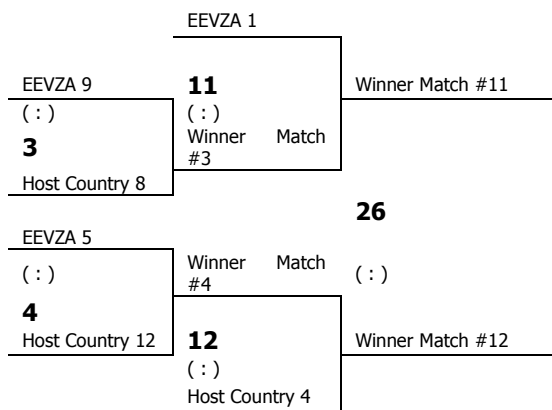 EEVZA 1
EEVZA 9
11
Winner Match #11
( : )
( : )
3
Winner Match
#3
Host Country 8
26
EEVZA 5
( : )
Winner Match
#4
( : )
4
Host Country 12
12
Winner Match #12
( : )
Host Country 4